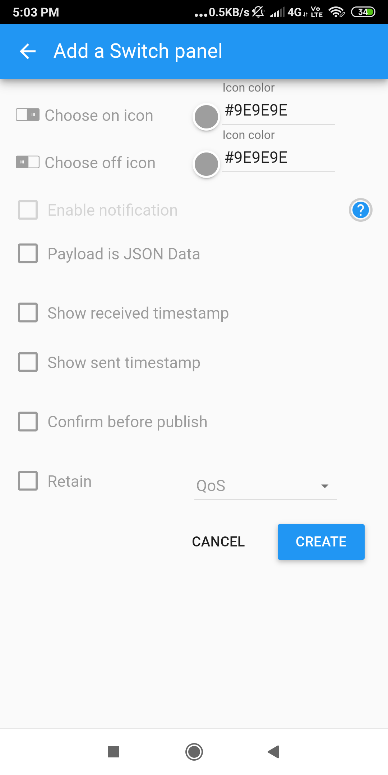 5:03 PM
...0.5KB/s 4G Vo LTE 34
Add a Switch panel
Icon color
Choose on icon #9E9E9E
Icon color
Choose off icon #9E9E9E
Enable notification ?
Payload is JSON Data
Show received timestamp
Show sent timestamp
Confirm before publish
Retain QoS
CANCEL CREATE